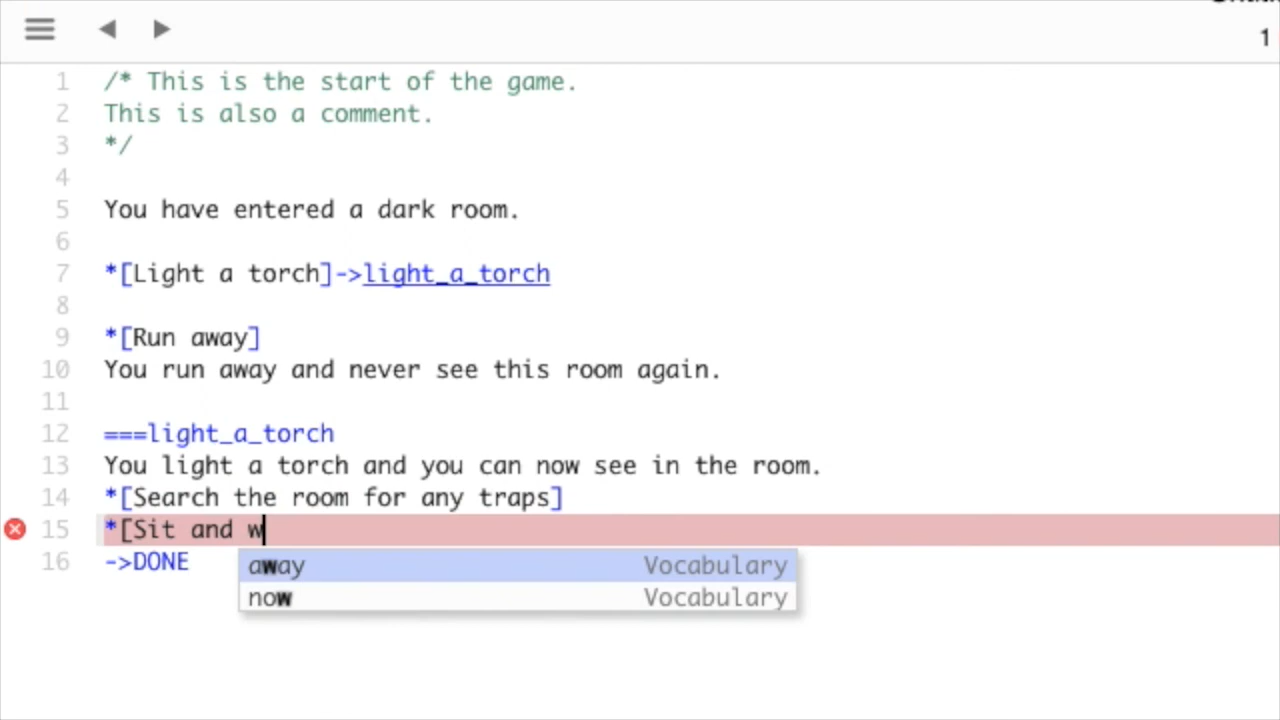 1
1 /* This is the start of the game.
2 This is also a comment.
3 */
4
5 You have entered a dark room.
6
7 *[Light a torch]->light_a_torch
8
9 *[Run away]
10 You run away and never see this room again.
11
12 ===light_a_torch
13 You light a torch and you can now see in the room.
14 *[Search the room for any traps]
15 *[Sit and w
16 ->DONE
away Vocabulary
now Vocabulary